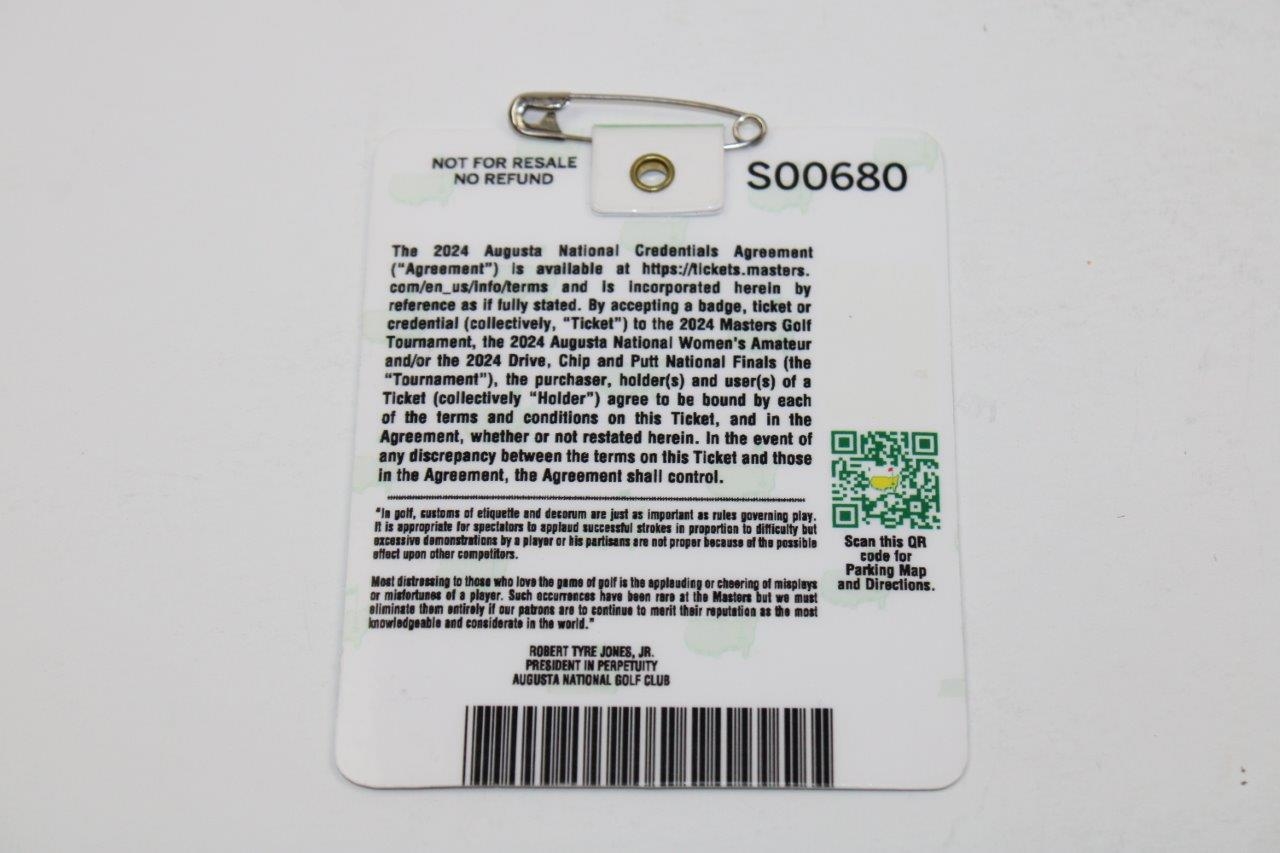 NOT FOR RESALE
NO REFUND
S00680
The 2024 Augusta National Credentials Agreement
("Agreement") is available at https://tickets.masters.
com/en_us/info/terms and is incorporated herein by
reference as if fully stated. By accepting a badge, ticket or
credential (collectively, "Ticket") to the 2024 Masters Golf
Tournament, the 2024 Augusta National Women's Amateur
and/or the 2024 Drive, Chip and Putt National Finals (the
"Tournament"), the purchaser, holder(s) and user(s) of a
Ticket (collectively "Holder") agree to be bound by each
of the terms and conditions on this Ticket, and in the
Agreement, whether or not restated herein. In the event of
any discrepancy between the terms on this Ticket and those
in the Agreement, the Agreement shall control.
"In golf, customs of etiquette and decorum are just as important as rules governing play.
It is appropriate for spectators to applaud successful strokes in proportion to difficulty but
excessive demonstrations by a player or his partisans are not proper because of the possible
effect upon other competitors.
Most distressing to those who love the game of golf is the applauding or cheering of misplays
or misfortunes of a player. Such occurrences have been rare at the Masters but we must
eliminate them entirely if our patrons are to continue to merit their reputation as the most
knowledgeable and considerate in the world."
ROBERT TYRE JONES, JR.
PRESIDENT IN PERPETUITY
AUGUSTA NATIONAL GOLF CLUB
Scan this QR
code for
Parking Map
and Directions.